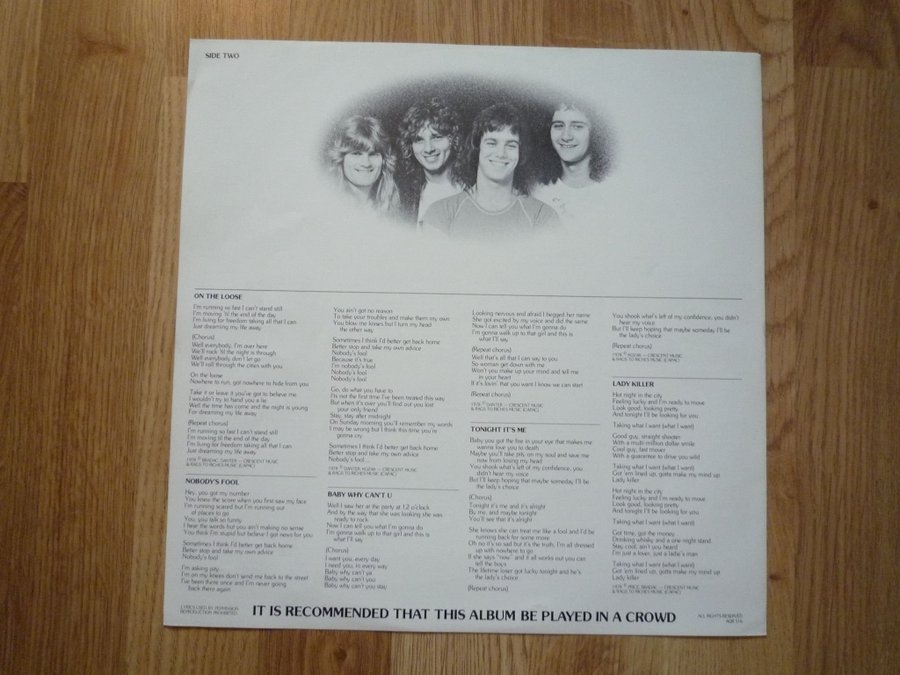 SIDE TWO
ON THE LOOSE
I'm running so fast I can't stand still
I'm moving 'til the end of the day
I'm living for freedom taking all that I can
Just dreaming my life away
(Chorus)
Well everybody, I'm over here
We'll rock 'til the night is through
Well everybody don't let go
We'll roll through the cities with you
On the loose
Nowhere to run, got nowhere to hide from you
Take it or leave it you've got to believe me
I wouldn't try to hand you a lie
Well the time has come and the night is young
For dreaming my life away
(Repeat chorus)
I'm running so fast I can't stand still
I'm moving til the end of the day
I'm living for freedom taking all that I can
Just dreaming my life away
& RAGS TO RICHES MUSIC (CAPAC)
NOBODY'S FOOL
Hey, you got my number
You knew the score when you first saw my face
I'm running scared but I'm running out
of places to go
You, you talk so funny
I hear the words but you ain't making no sense
You think I'm stupid but believe I got news for you
Sometimes I think I'd better get back home
Better stop and take my own advice
Nobody's fool
I'm asking pay
I'm on my knees don't send me back to the street
I've been there once and I'm never going
back there again
You ain't got no reason
To take your troubles and make them my own
You blow me kisses but I turn my head
the other way
Sometimes I think I'd better get back home
Better stop and take my own advice
Nobody's fool
Because it's true
I'm nobody's fool
Nobody's fool
Nobody's fool
Go, do what you have to
I'm not the first time I've been treated this way
But when it's over you'll find out you lost
your only friend
Stay, stay after midnight
On Sunday morning you'll remember my words
I may be wrong but I think this time you're
gonna cry
Sometimes I think I'd better get back home
Better stop and take my own advice
Nobody's fool...
& RAGS TO RICHES MUSIC (CAPAC)
BABY WHY CAN'T U
Well I saw her at the party at 12 o'clock
And by the way that she was looking she was
ready to rock
Now I can tell you what I'm gonna do
I'm gonna walk up to that girl and this is
what I'll say
(Chorus)
I want you, every day
I need you, in every way
Baby why can't ya
Baby why can't you
Baby why can't you stay
Looking nervous and afraid I begged her name
She got excited by my voice and did the same
Now I can tell you what I'm gonna do
I'm gonna walk up to that girl and this is
what I'll say
(Repeat chorus)
Well that's all that I can say to you
So woman get down with me
Won't you make up your mind and tell me
in your heart
If it's lovin' that you want I know we can start
(Repeat chorus)
& RAGS TO RICHES MUSIC (CAPAC)
TONIGHT IT'S ME
Baby you got the fire in your eye that makes me
wanna love you to death
Maybe you'll take pity on my soul and save me
now from losing my head
You shook what's left of my confidence, you
didn't hear my voice
But I'll keep hoping that maybe someday I'll be
the lady's choice
(Chorus)
Tonight it's me and it's alright
By me, and maybe tonight
You'll see that it's alright
She knows she can treat me like a fool and I'd be
running back for some more
Oh no it's so sad but it's the truth, I'm all dressed
up with nowhere to go
If she says "now" and it all works out you can
tell the boys
The lifetime loser got lucky tonight and he's
the lady's choice
(Repeat chorus)
You shook what's left of my confidence, you didn't
hear my voice
But I'll keep hoping that maybe someday I'll be
the lady's choice
(Repeat chorus)
& RAGS TO RICHES MUSIC (CAPAC)
LADY KILLER
Hot night in the city
Feeling lucky and I'm ready to move
Look good, looking pretty
And tonight I'll be looking for you
Taking what I want (what I want)
Good guy, straight shooter
With a multi million dollar smile
Cool guy, fast mover
With a guarantee to drive you wild
Taking what I want (what I want)
Got 'em lined up, gotta make my mind up
Lady killer
Hot night in the city
Feeling lucky and I'm ready to move
Look good, looking pretty
And tonight I'll be looking for you
Taking what I want (what I want)
Got time, got the money
Drinking whisky and a one night stand
Stay cool, ain't you heard
I'm just a lover, just a ladie's man
Taking what I want (what I want)
Got 'em lined up, gotta make my mind up
Lady killer
& RAGS TO RICHES MUSIC (CAPAC)
LYRICS USED BY PERMISSION
REPRODUCTION PROHIBITED
IT IS RECOMMENDED THAT THIS ALBUM BE PLAYED IN A CROWD
ALL RIGHTS RESERVED